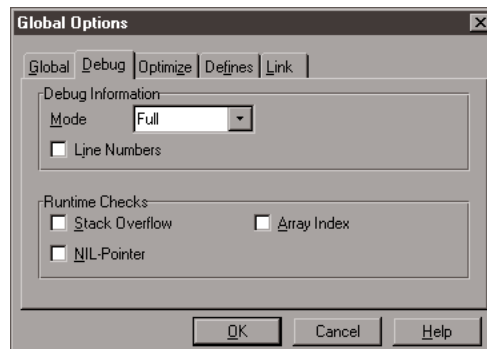 Global Options
Global Debug Optimize Defines Link
Debug Information
Mode Full
Line Numbers
Runtime Checks
Stack Overflow Array Index
NIL-Pointer
OK Cancel Help